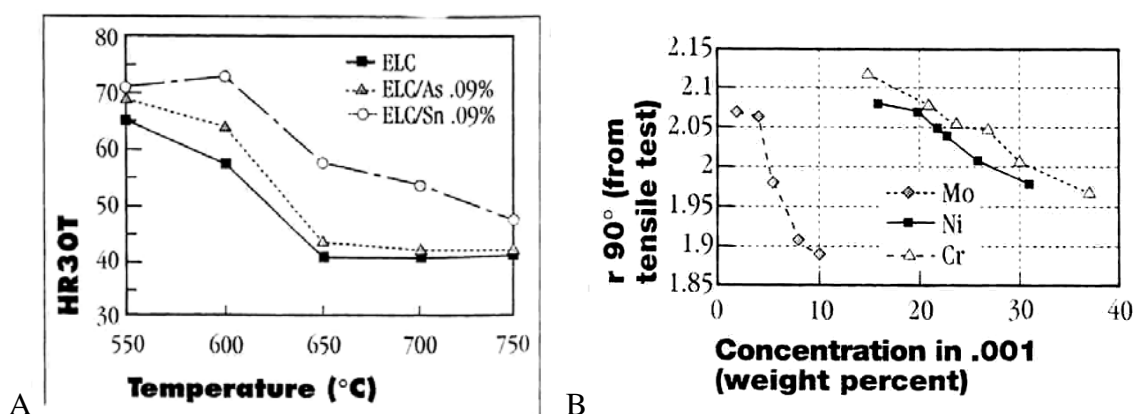 80
70
60
50
40
30
HR30T
550 600 650 700 750
Temperature (°C)
ELC
ELC/As .09%
ELC/Sn .09%
A
2.15
2.1
2.05
2
1.95
1.9
1.85
r 90° (from
tensile test)
Mo
Ni
Cr
0 10 20 30 40
Concentration in .001
(weight percent)
B